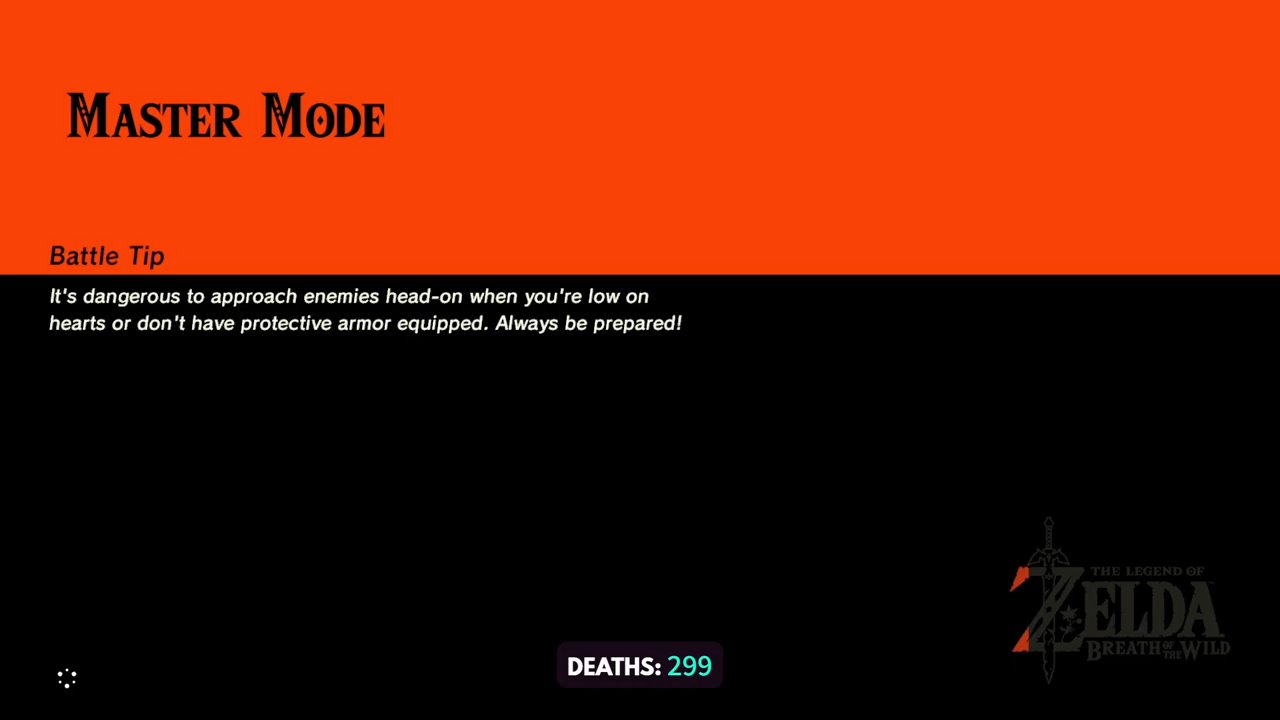 MASTER MODE
Battle Tip
It's dangerous to approach enemies head-on when you're low on
hearts or don't have protective armor equipped. Always be prepared!
THE LEGEND OF
ZELDA
BREATH OF THE WILD
DEATHS: 299